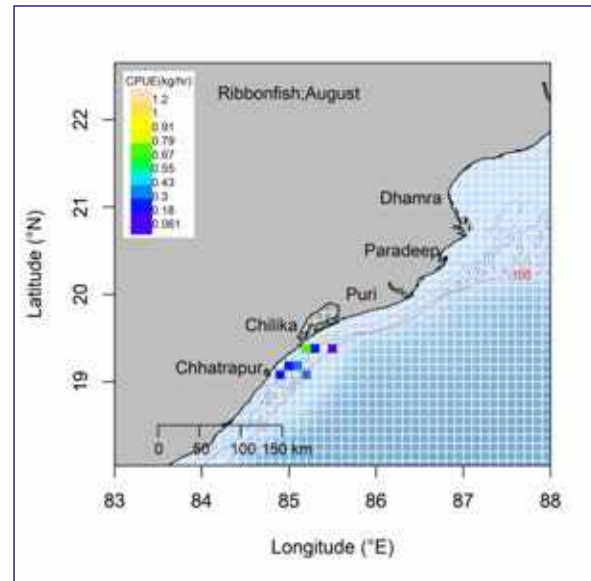 CPUE(kg/hr)
1.2
1
0.91
0.79
0.67
0.55
0.43
0.3
0.18
0.061
Ribbonfish;August
Dhamra
Paradeep
Puri
Chilika
Chhatrapur
100
0 50 100 150 km
22
21
20
19
Latitude (°N)
83 84 85 86 87 88
Longitude (°E)